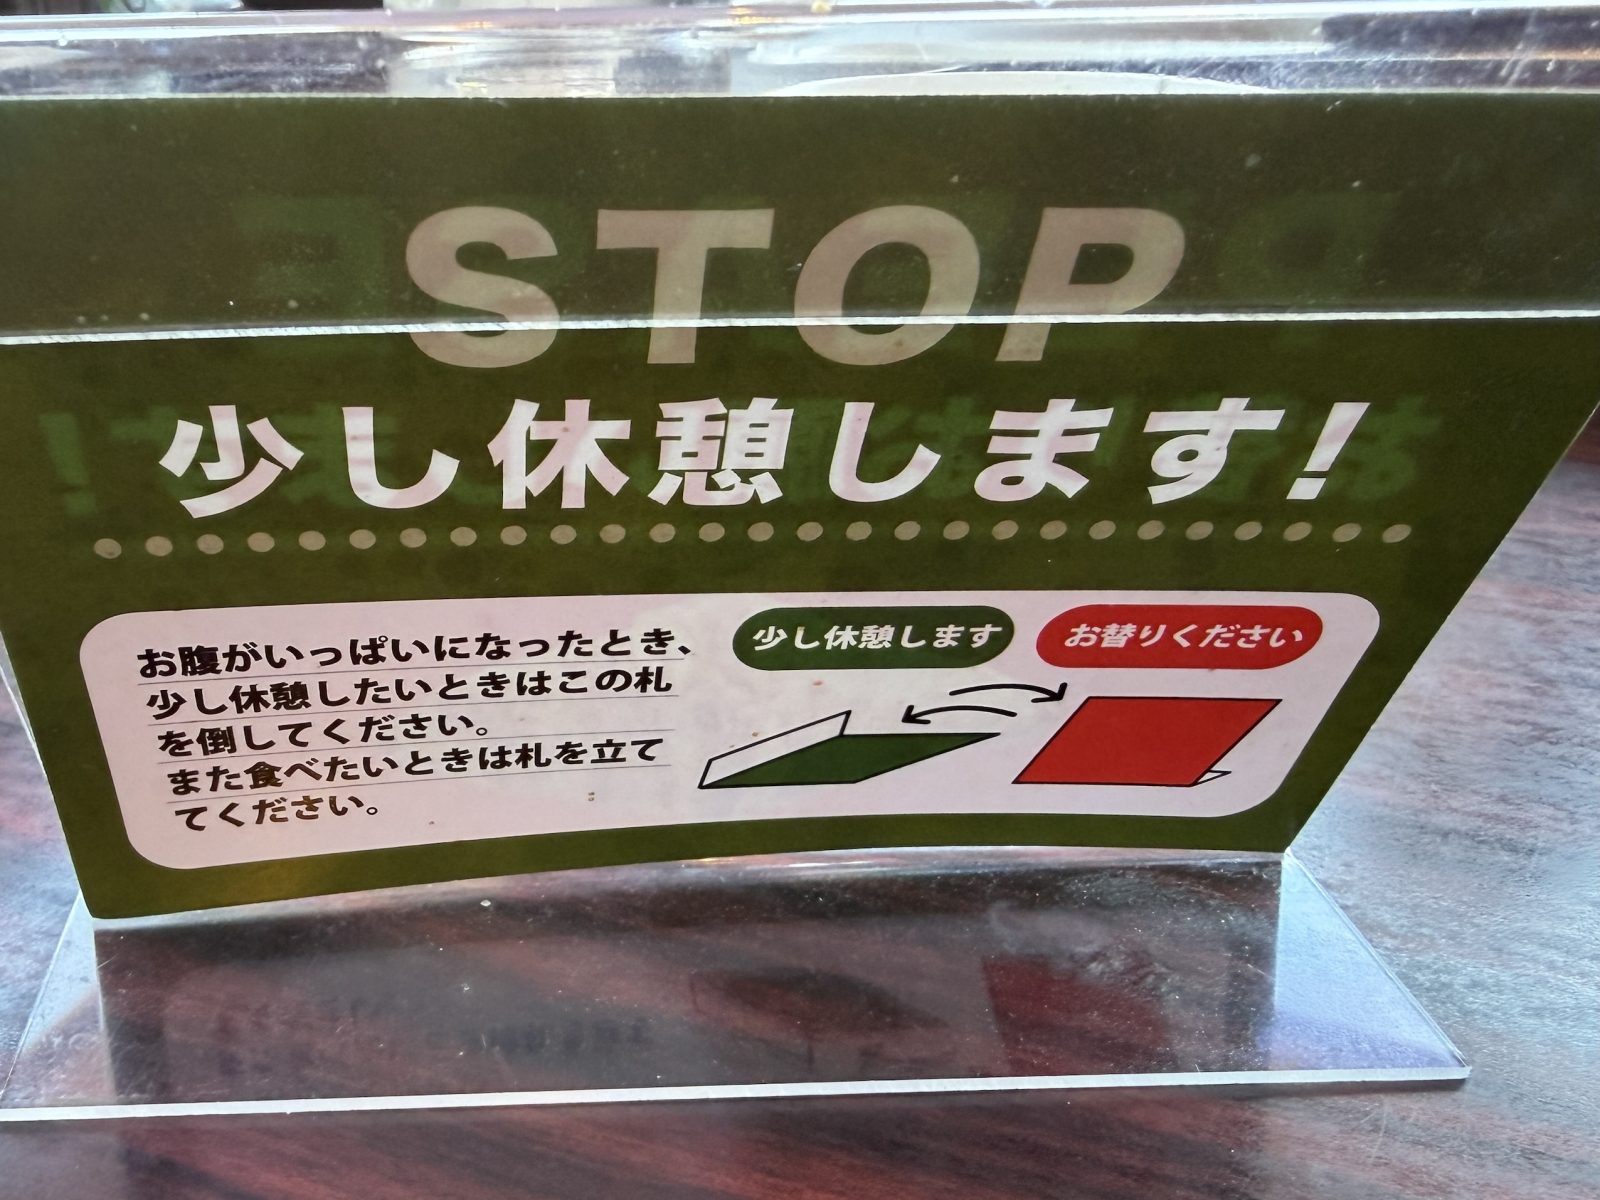 STOP
少し休憩します!
お腹がいっぱいになったとき、
少し休憩したいときはこの札
を倒してください。
また食べたいときは札を立て
てください。
少し休憩します
お替りください